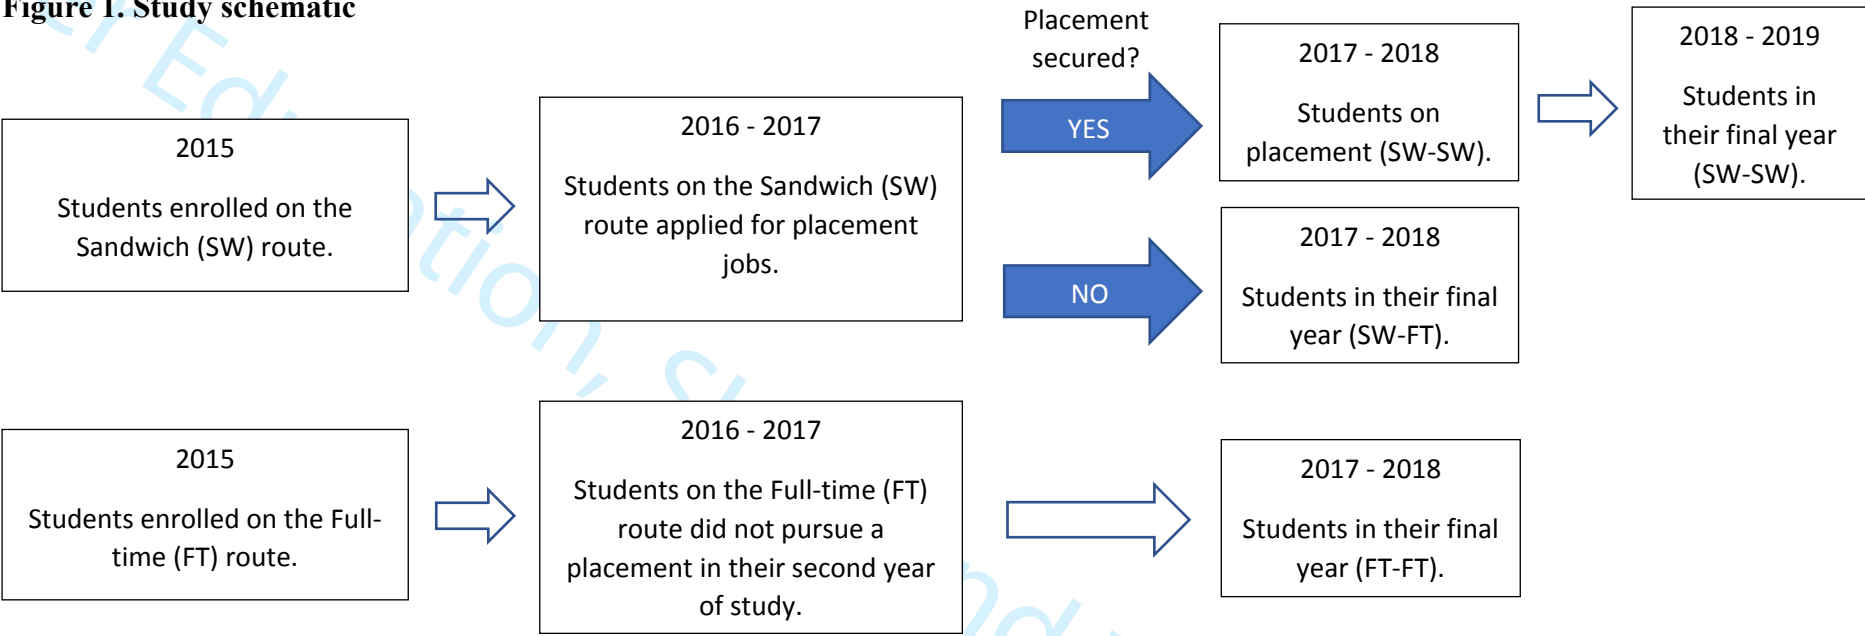 Figure 1. Study schematic
2015
Students enrolled on the
Sandwich (SW) route.
2016 - 2017
Students on the Sandwich (SW)
route applied for placement
jobs.
Placement
secured?
YES
2017 - 2018
Students on
placement (SW-SW).
2018 - 2019
Students in
their final year
(SW-SW).
NO
2017 - 2018
Students in their final
year (SW-FT).
2015
Students enrolled on the Full-
time (FT) route.
2016 - 2017
Students on the Full-time (FT)
route did not pursue a
placement in their second year
of study.
2017 - 2018
Students in their final
year (FT-FT).